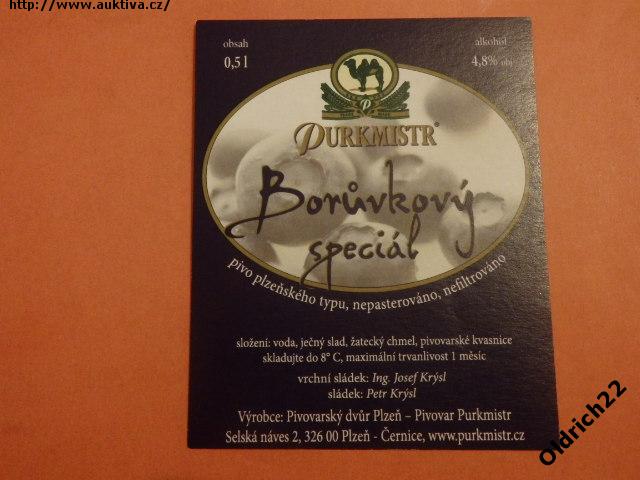 http://www.auktiva.cz/
obsah
0,5 l
alkohol
4,8% obj
PURKMISTR®
Borůvkový
speciál
pivo plzeňského typu, nepasterováno, nefiltrováno
složení: voda, ječný slad, žatecký chmel, pivovarské kvasnice
skladujte do 8° C, maximální trvanlivost 1 měsíc
vrchní sládek: Ing. Josef Krýsl
sládek: Petr Krýsl
Výrobce: Pivovarský dvůr Plzeň – Pivovar Purkmistr
Selská náves 2, 326 00 Plzeň - Černice, www.purkmistr.cz
Oldrich22